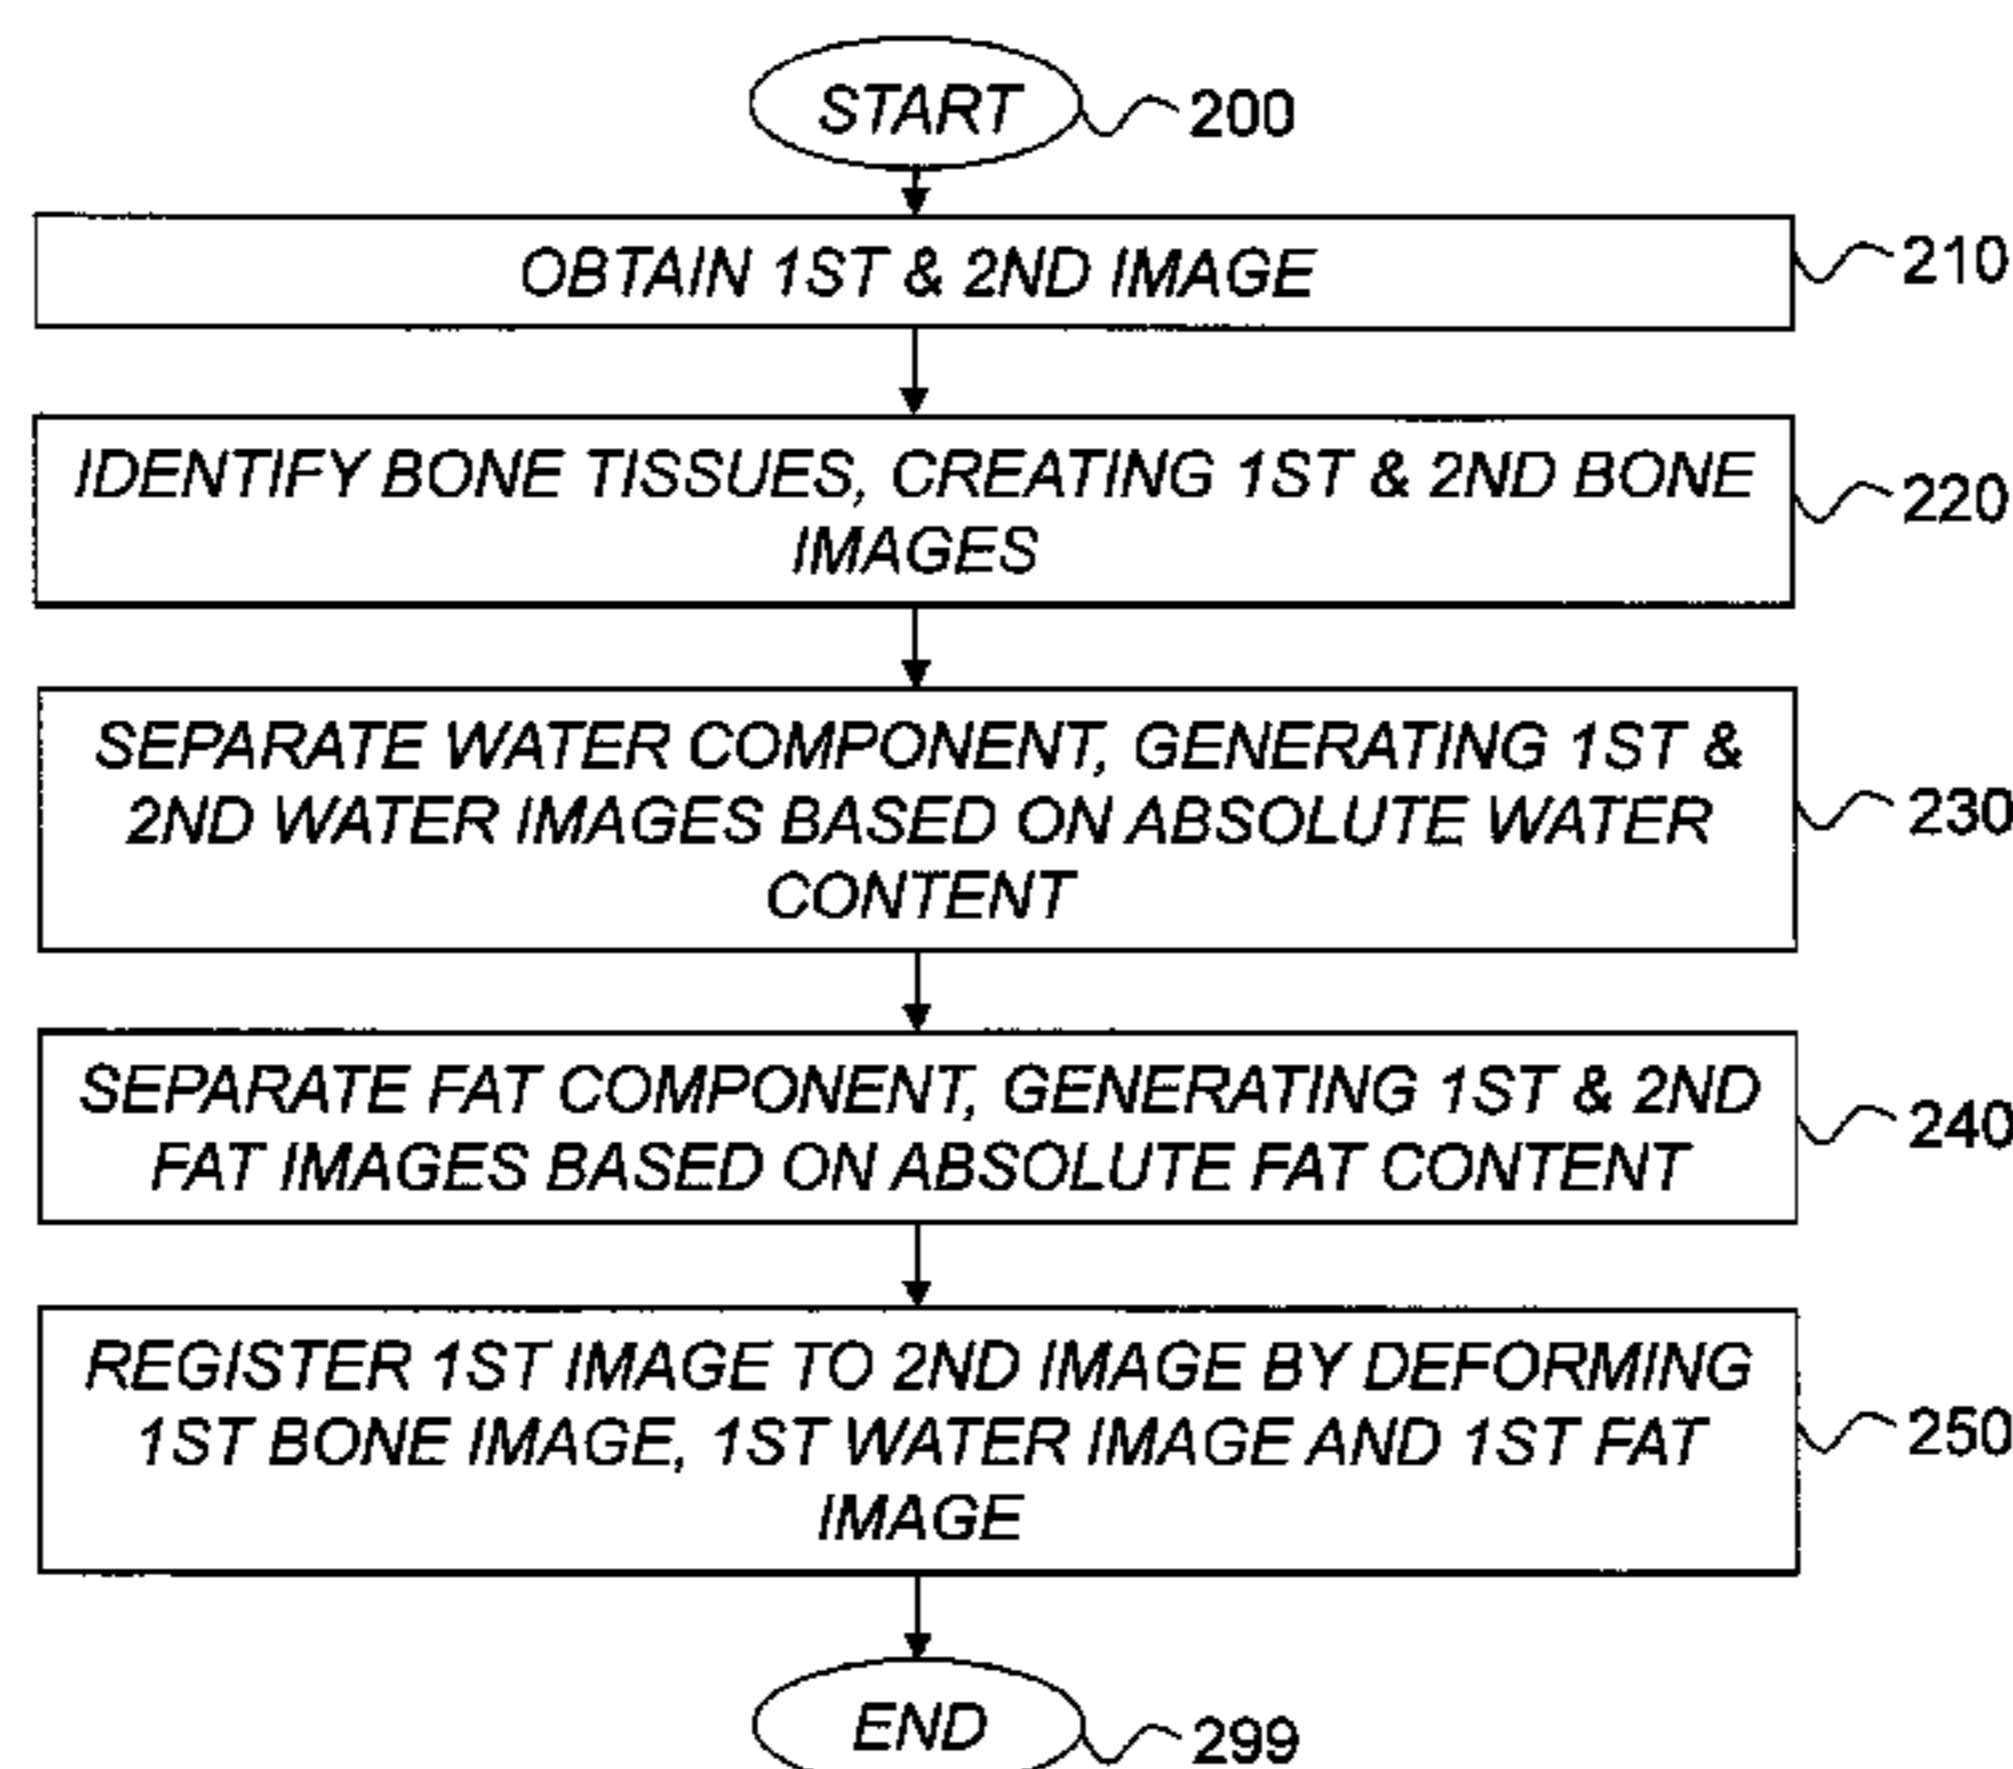 START
200
OBTAIN 1ST & 2ND IMAGE
210
IDENTIFY BONE TISSUES, CREATING 1ST & 2ND BONE
IMAGES
220
SEPARATE WATER COMPONENT, GENERATING 1ST &
2ND WATER IMAGES BASED ON ABSOLUTE WATER
CONTENT
230
SEPARATE FAT COMPONENT, GENERATING 1ST & 2ND
FAT IMAGES BASED ON ABSOLUTE FAT CONTENT
240
REGISTER 1ST IMAGE TO 2ND IMAGE BY DEFORMING
1ST BONE IMAGE, 1ST WATER IMAGE AND 1ST FAT
IMAGE
250
END
299